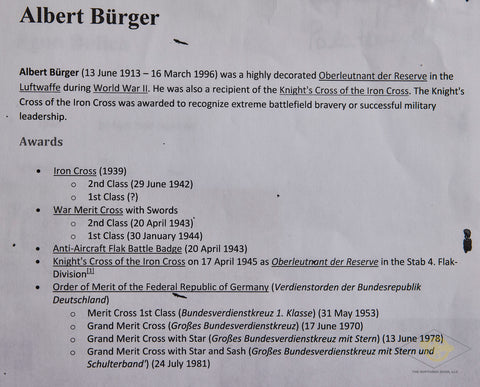 Albert Bürger
Albert Bürger (13 June 1913 – 16 March 1996) was a highly decorated Oberleutnant der Reserve in the
Luftwaffe during World War II. He was also a recipient of the Knight's Cross of the Iron Cross. The Knight's
Cross of the Iron Cross was awarded to recognize extreme battlefield bravery or successful military
leadership.
Awards
• Iron Cross (1939)
o 2nd Class (29 June 1942)
o 1st Class (?)
• War Merit Cross with Swords
o 2nd Class (20 April 1943)
o 1st Class (30 January 1944)
• Anti-Aircraft Flak Battle Badge (20 April 1943)
• Knight's Cross of the Iron Cross on 17 April 1945 as Oberleutnant der Reserve in the Stab 4. Flak-
Division[1]
• Order of Merit of the Federal Republic of Germany (Verdienstorden der Bundesrepublik
Deutschland)
o Merit Cross 1st Class (Bundesverdienstkreuz 1. Klasse) (31 May 1953)
o Grand Merit Cross (Großes Bundesverdienstkreuz) (17 June 1970)
o Grand Merit Cross with Star (Großes Bundesverdienstkreuz mit Stern) (13 June 1978)
o Grand Merit Cross with Star and Sash (Großes Bundesverdienstkreuz mit Stern und
Schulterband') (24 July 1981)